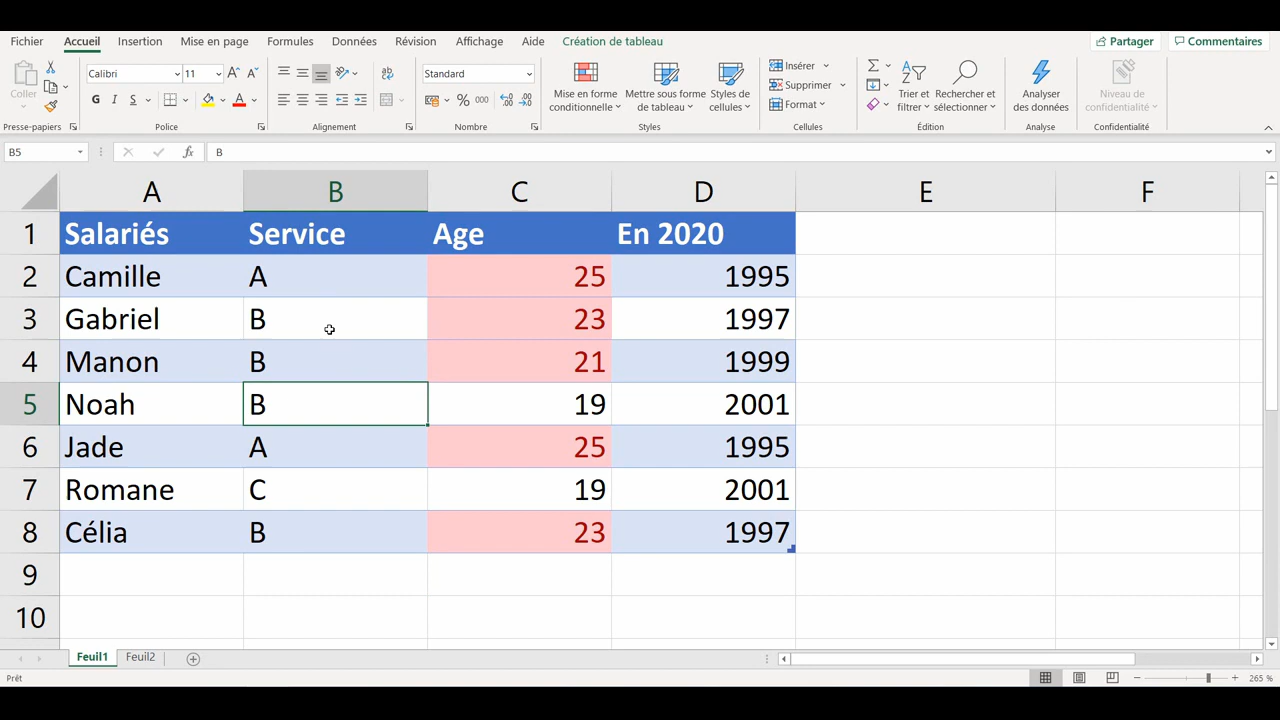 Fichier Accueil Insertion Mise en page Formules Données Révision Affichage Aide Création de tableau Partager Commentaires
Coller
Calibri 11
G I S
Standard
% 000
Mise en forme conditionnelle
Mettre sous forme de tableau
Styles de cellules
Insérer
Supprimer
Format
Trier et filtrer
Rechercher et sélectionner
Analyser des données
Niveau de confidentialité
Presse-papiers Police Alignement Nombre Styles Cellules Édition Analyse Confidentialité
B5 fx B
A B C D E F
1 Salariés Service Age En 2020
2 Camille A 25 1995
3 Gabriel B 23 1997
4 Manon B 21 1999
5 Noah B 19 2001
6 Jade A 25 1995
7 Romane C 19 2001
8 Célia B 23 1997
9
10
Feuil1 Feuil2
Prêt 265 %